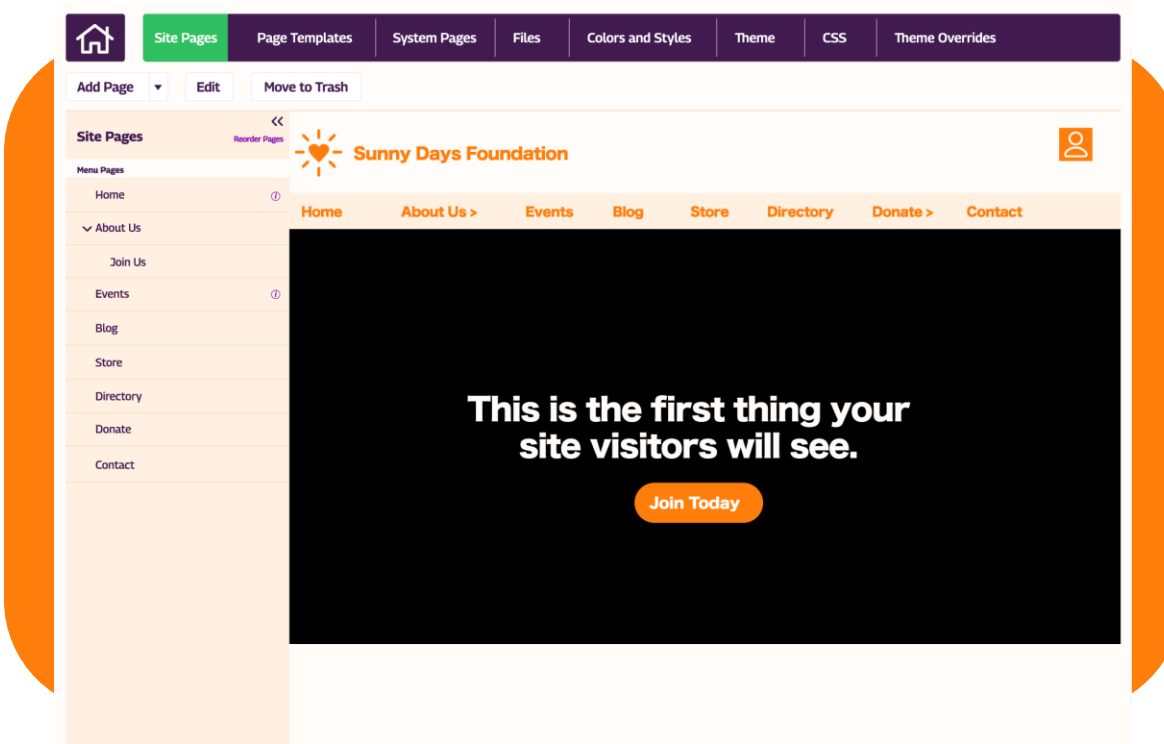 Site Pages Page Templates System Pages Files Colors and Styles Theme CSS Theme Overrides
Add Page Edit Move to Trash
Site Pages
Reorder Pages
Menu Pages
Home
About Us
Join Us
Events
Blog
Store
Directory
Donate
Contact
Sunny Days Foundation
Home About Us > Events Blog Store Directory Donate > Contact
This is the first thing your
site visitors will see.
Join Today